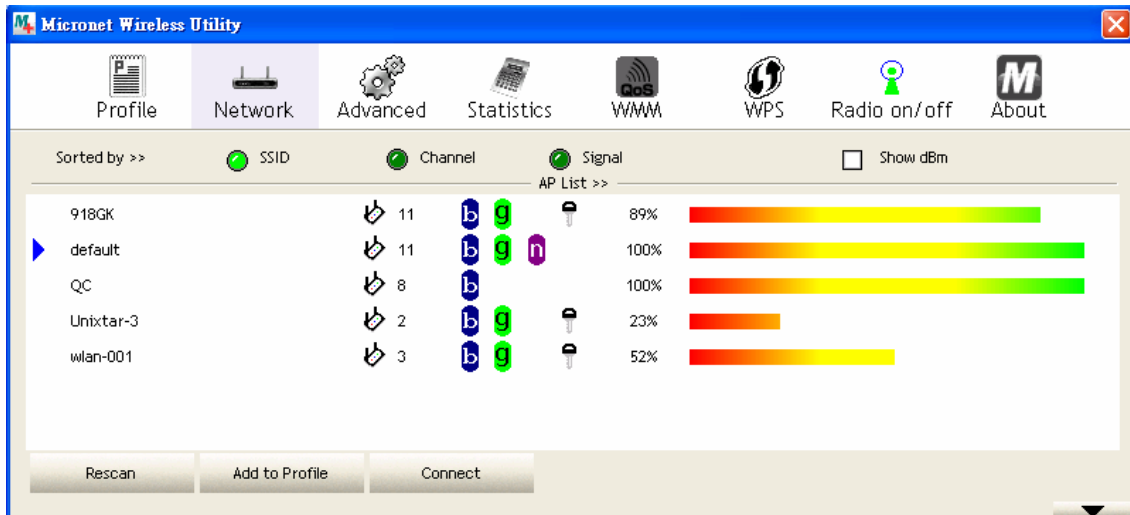 Micronet Wireless Utility
P
QoS
M
Profile Network Advanced Statistics WMM WPS Radio on/off About
Sorted by >> SSID Channel Signal Show dBm
AP List >>
918GK 11 b g 89%
default 11 b g n 100%
QC 8 b 100%
Unixtar-3 2 b g 23%
wlan-001 3 b g 52%
Rescan Add to Profile Connect